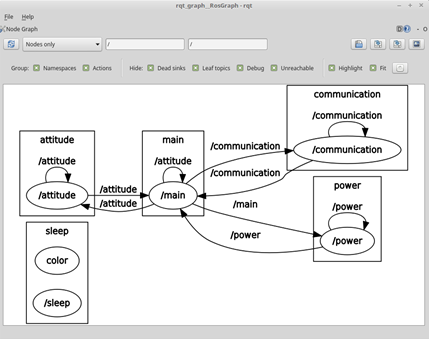 rqt_graph__RosGraph - rqt
File Help
Node Graph
Nodes only / /
Group: Namespaces Actions Hide: Dead sinks Leaf topics Debug Unreachable Highlight Fit
communication
/communication
/communication
attitude
/attitude
/attitude
main
/attitude
/main
/communication
/communication
/attitude
/attitude
/main
/power
power
/power
/power
sleep
color
/sleep